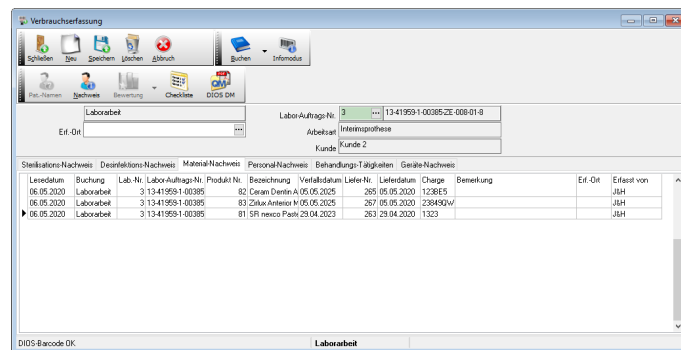 Verbrauchserfassung
Schließen Neu Speichern Löschen Abbruch Buchen Infomodus
Pat.-Namen Nachweis Bewertung Checkliste DIOS DM
Laborarbeit Labor-Auftrags-Nr. 3 ... 13-41959-1-00385-ZE-008-01-8
Erf.-Ort ... Arbeitsart Interimsprothese
Kunde Kunde 2
Sterilisations-Nachweis Desinfektions-Nachweis Material-Nachweis Personal-Nachweis Behandlungs-Tätigkeiten Geräte-Nachweis
Lesedatum Buchung Lab.-Nr. Labor-Auftrags-Nr. Produkt Nr. Bezeichnung Verfallsdatum Liefer-Nr. Lieferdatum Charge Bemerkung Erf.-Ort Erfasst von
06.05.2020 Laborarbeit 3 13-41959-1-00385 82 Ceram Dentin A 05.05.2025 265 05.05.2020 123BE5 J&H
06.05.2020 Laborarbeit 3 13-41959-1-00385 83 Zirlux Anterior M 05.05.2025 267 05.05.2020 23849QW J&H
06.05.2020 Laborarbeit 3 13-41959-1-00385 81 SR nexco Paste 29.04.2023 263 29.04.2020 1323 J&H
DIOS-Barcode OK Laborarbeit